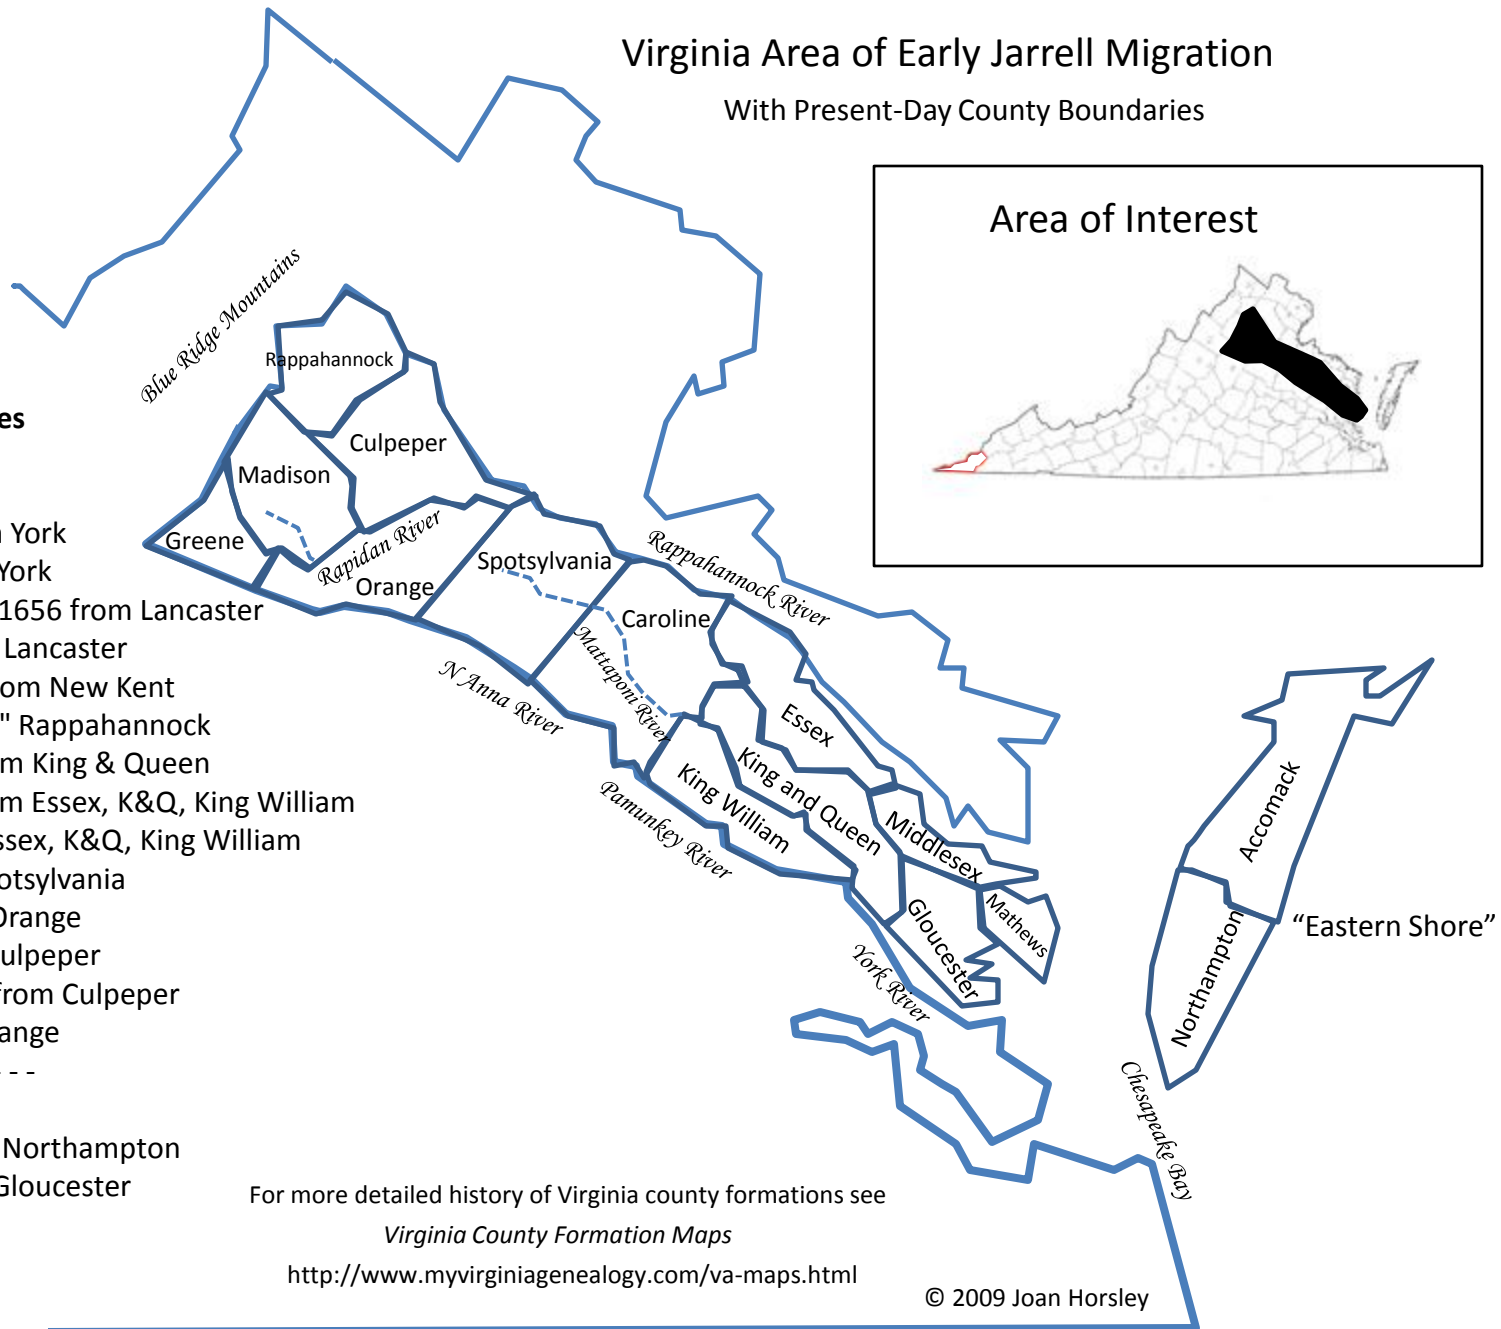 Virginia Area of Early Jarrell Migration
With Present-Day County Boundaries
Area of Interest
Blue Ridge Mountains
Rappahannock
Culpeper
Madison
Greene
Rapidan River
Orange
Spotsylvania
Rappahannock River
Caroline
Mattaponi River
N Anna River
Essex
King and Queen
King William
Pamunkey River
Middlesex
Mathews
Gloucester
York River
Accomack
Northampton
“Eastern Shore”
Chesapeake Bay
es
York
York
1656 from Lancaster
Lancaster
om New Kent
" Rappahannock
m King & Queen
m Essex, K&Q, King William
ssex, K&Q, King William
otsylvania
Orange
ulpeper
from Culpeper
ange
- - -
Northampton
Gloucester
For more detailed history of Virginia county formations see
Virginia County Formation Maps
http://www.myvirginiagenealogy.com/va-maps.html
© 2009 Joan Horsley